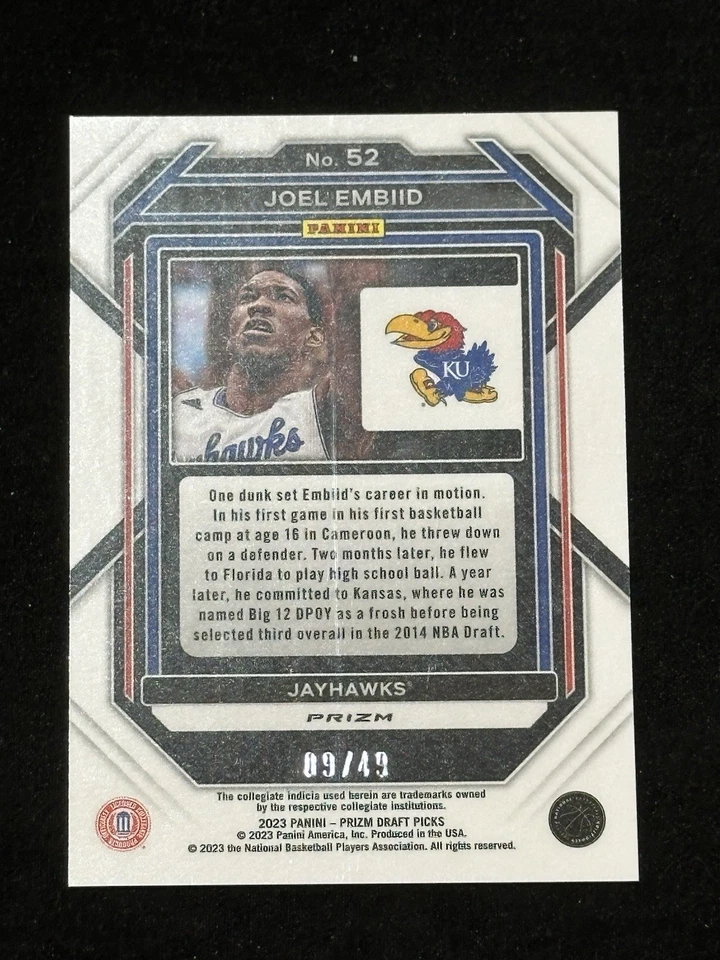 No. 52
JOEL EMBIID
PANINI
KU
hawks
One dunk set Embiid's career in motion.
In his first game in his first basketball
camp at age 16 in Cameroon, he threw down
on a defender. Two months later, he flew
to Florida to play high school ball. A year
later, he committed to Kansas, where he was
named Big 12 DPOY as a frosh before being
selected third overall in the 2014 NBA Draft.
JAYHAWKS®
PRIZM
09/49
The collegiate indicia used herein are trademarks owned
by the respective collegiate institutions.
2023 PANINI – PRIZM DRAFT PICKS
© 2023 Panini America, Inc. Produced in the USA.
© 2023 the National Basketball Players Association. All rights reserved.
OFFICIALLY LICENSED COLLEGIATE PRODUCTS